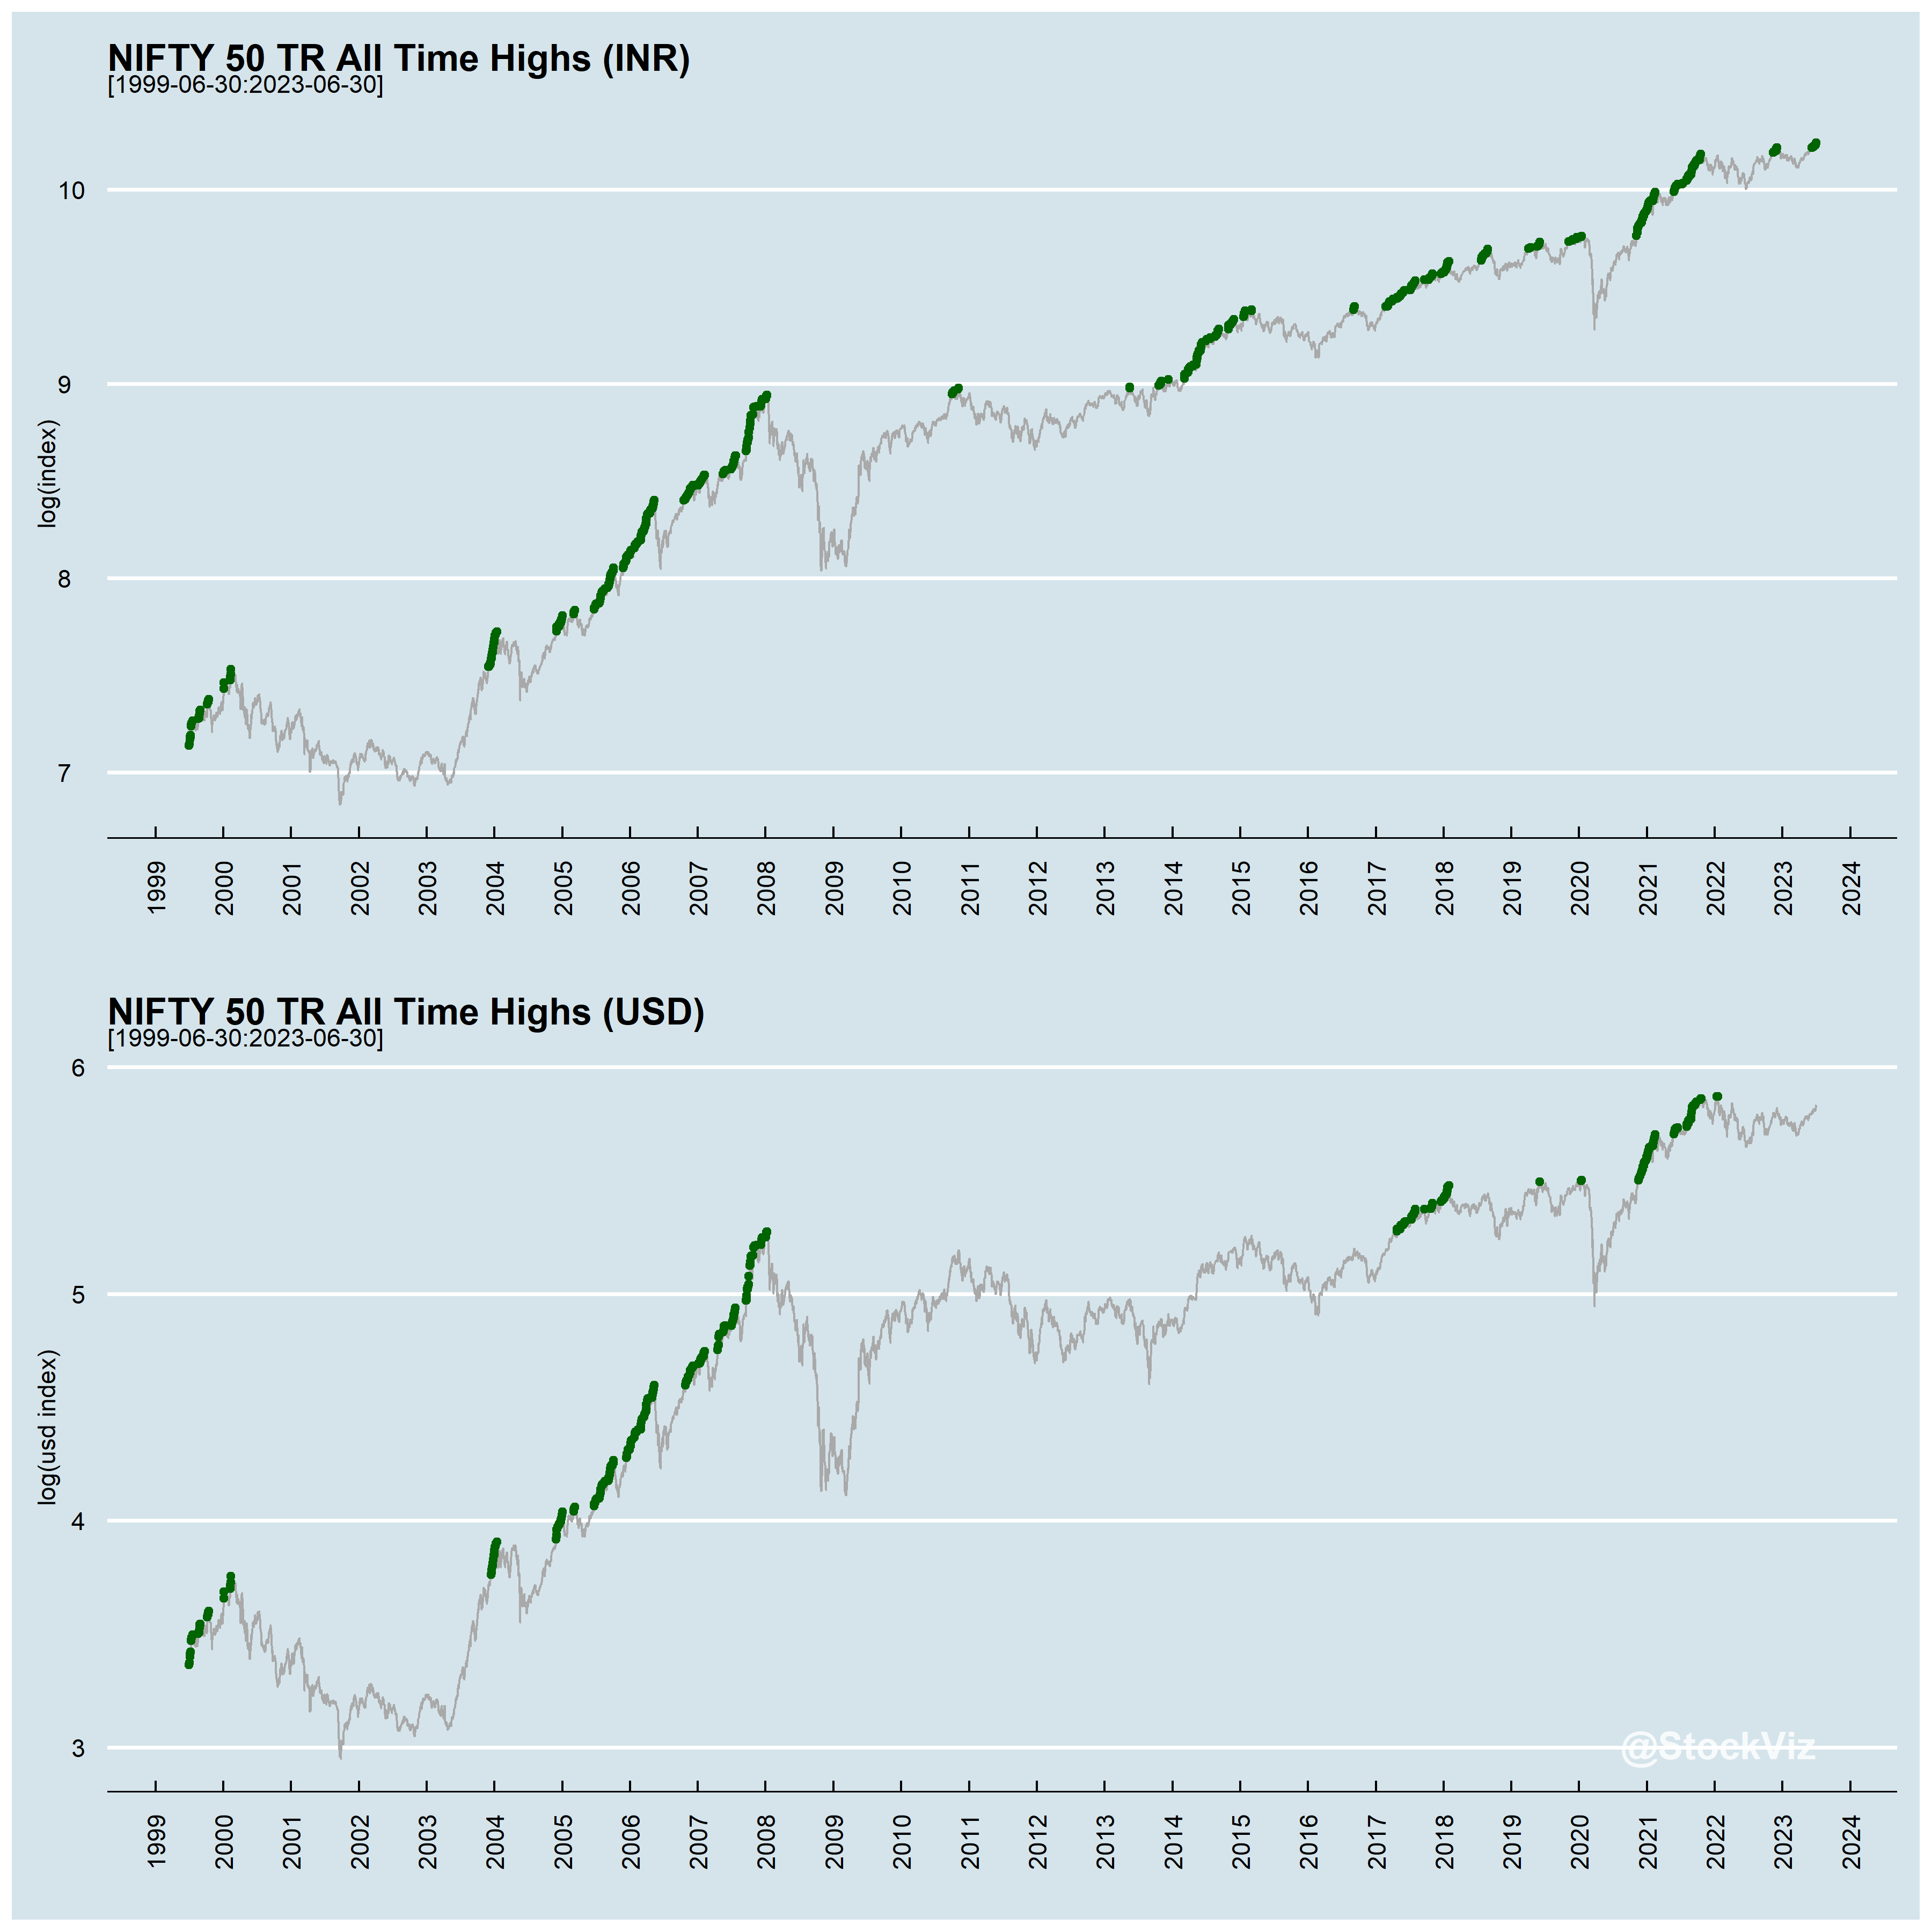 NIFTY 50 TR All Time Highs (INR)
[1999-06-30:2023-06-30]
10
9
8
7
log(index)
1999 2000 2001 2002 2003 2004 2005 2006 2007 2008 2009 2010 2011 2012 2013 2014 2015 2016 2017 2018 2019 2020 2021 2022 2023 2024
NIFTY 50 TR All Time Highs (USD)
[1999-06-30:2023-06-30]
6
5
4
3
log(usd index)
@StockViz
1999 2000 2001 2002 2003 2004 2005 2006 2007 2008 2009 2010 2011 2012 2013 2014 2015 2016 2017 2018 2019 2020 2021 2022 2023 2024